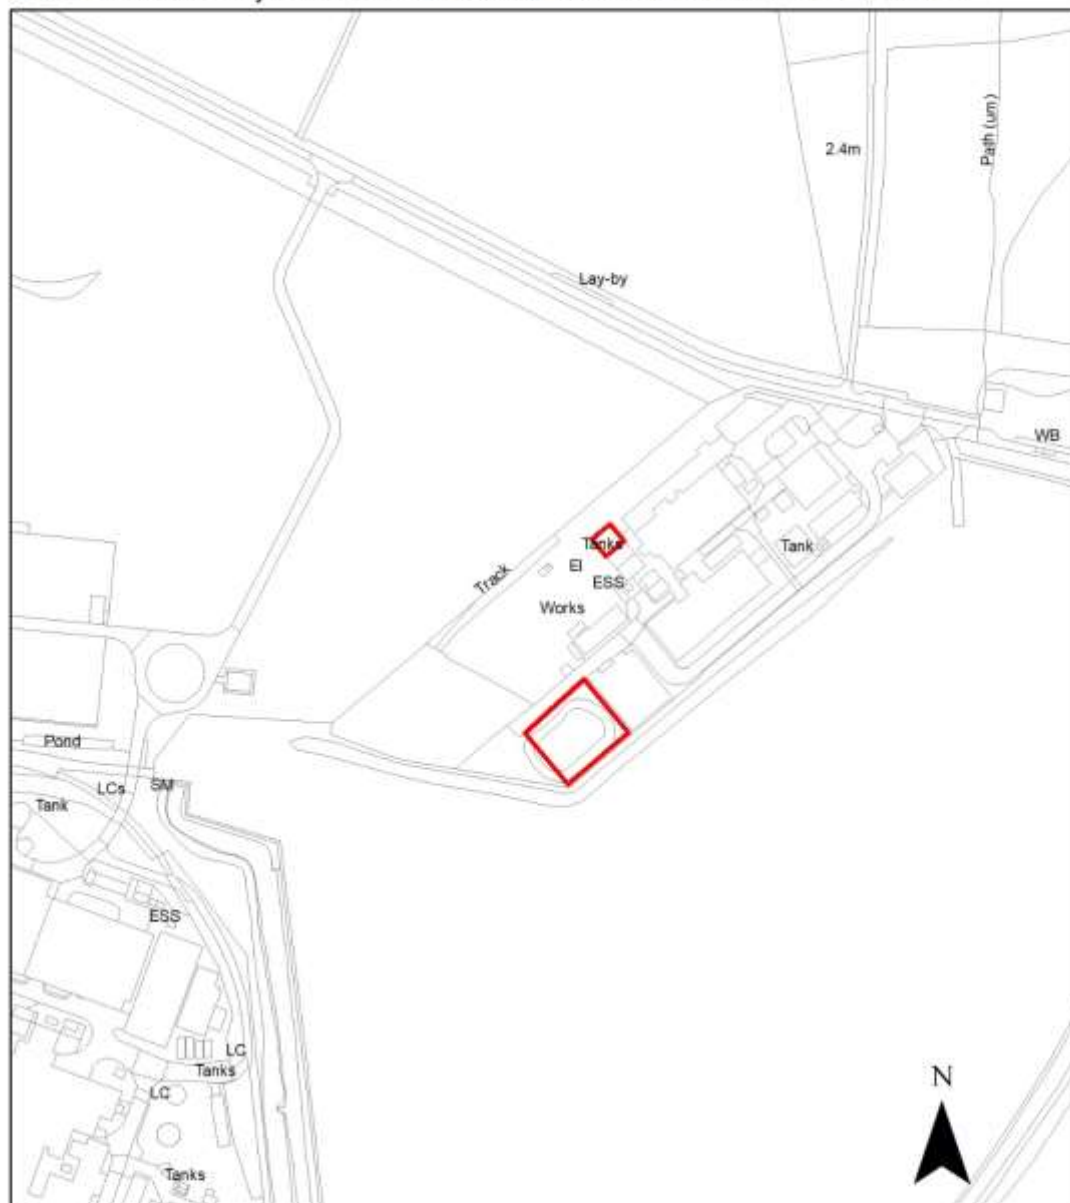 2.4m
Path (um)
Lay-by
WB
Tanks
Tank
El
ESS
Track
Works
Pond
LCs
SM
Tank
ESS
LC
Tanks
LC
N
Tanks